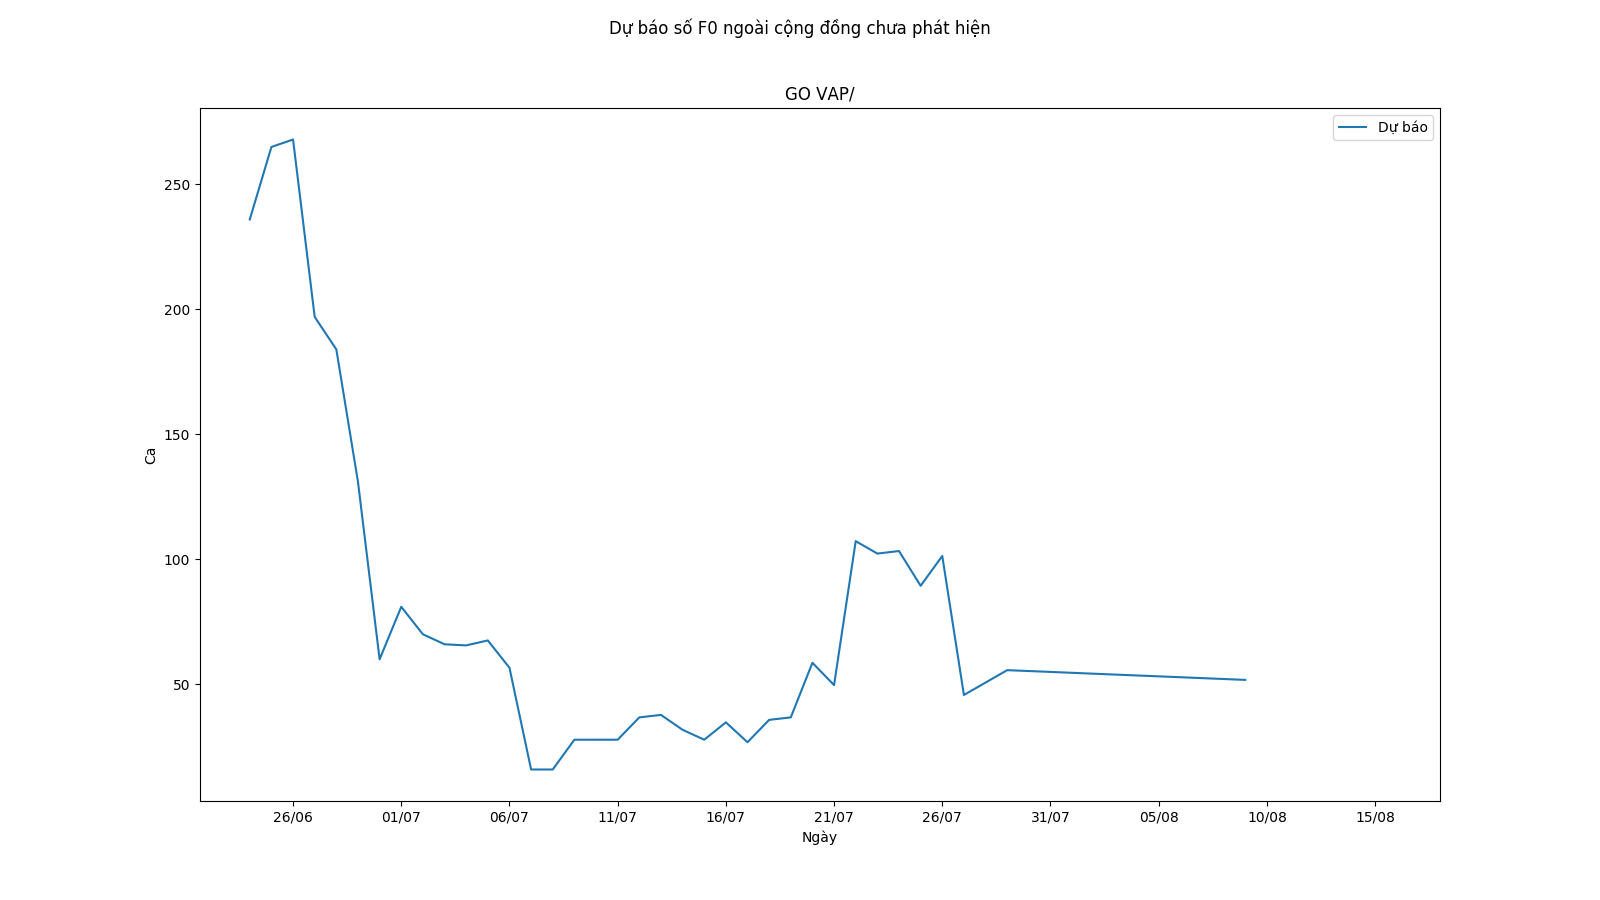 Dự báo số F0 ngoài cộng đồng chưa phát hiện
GO VAP/
Dự báo
250
200
150
100
50
Ca
26/06 01/07 06/07 11/07 16/07 21/07 26/07 31/07 05/08 10/08 15/08
Ngày